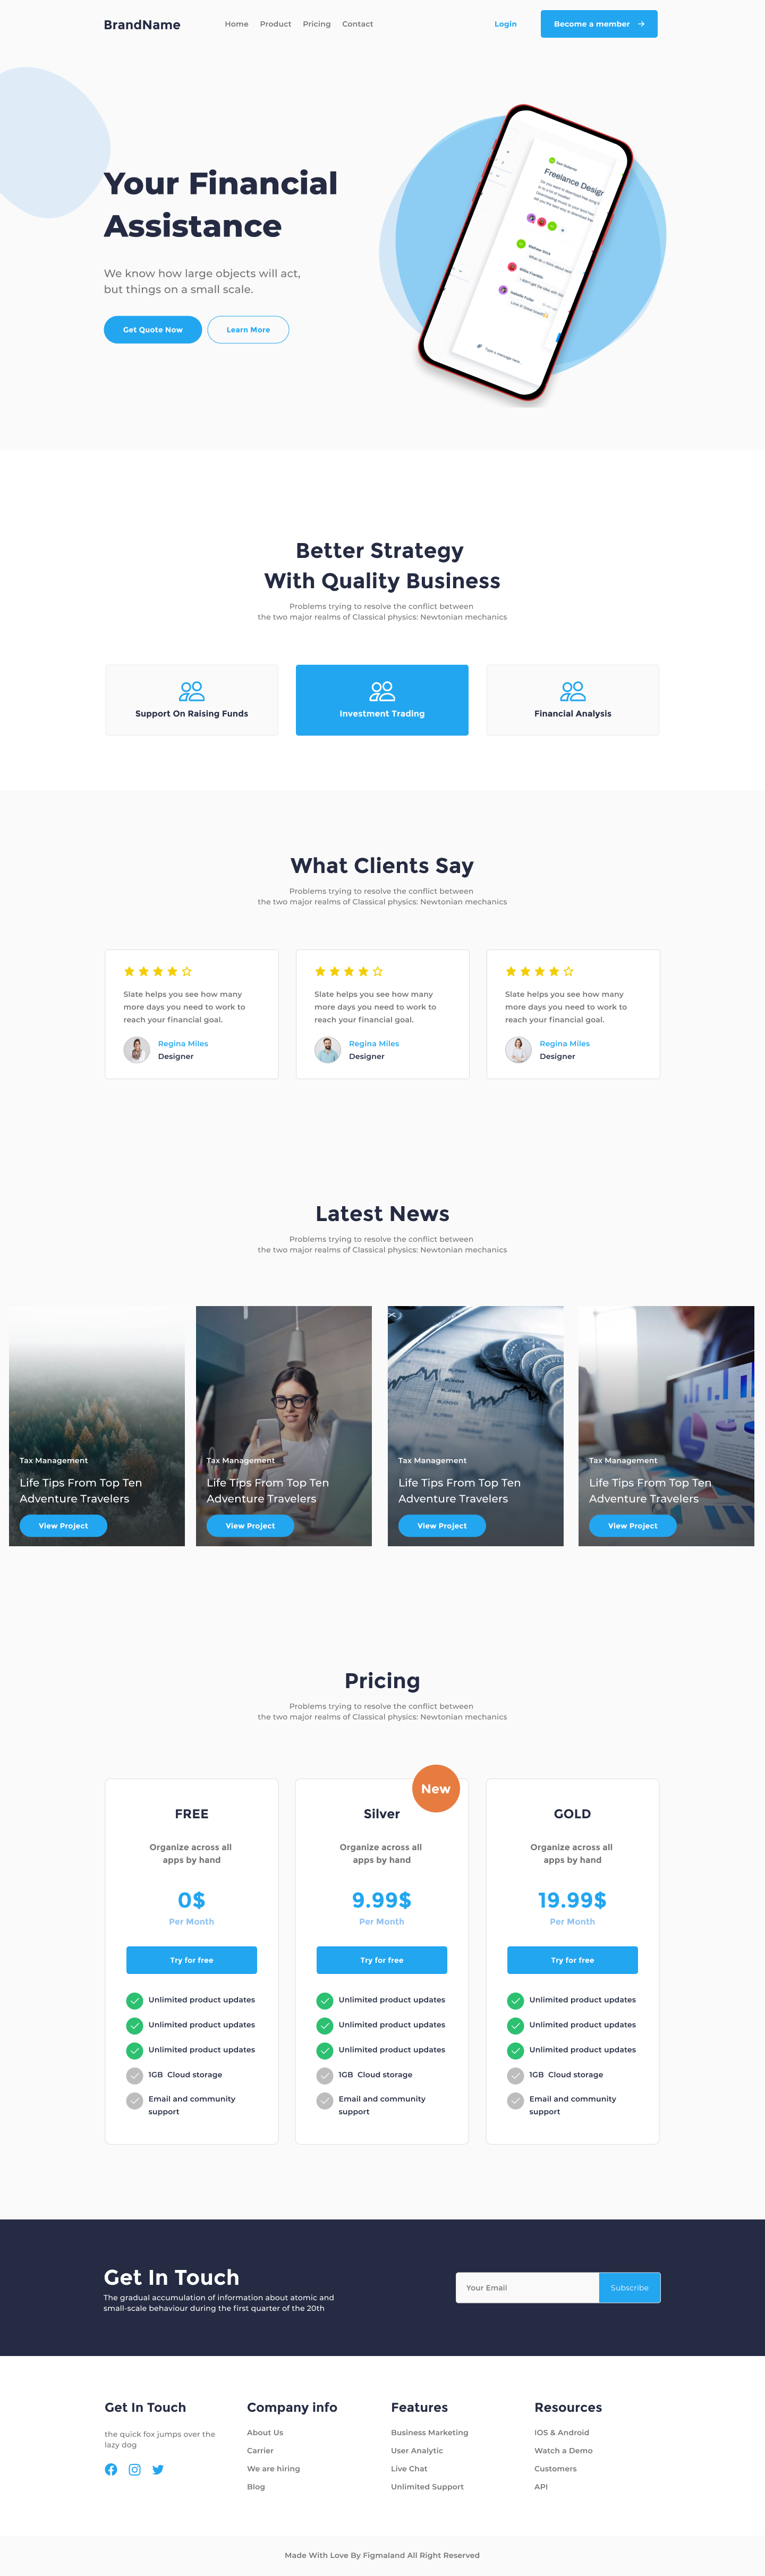 BrandName
Home Product Pricing Contact
Login
Become a member
Your Financial
Assistance
We know how large objects will act,
but things on a small scale.
Get Quote Now
Learn More
Freelance Design
Type a message here..
Better Strategy
With Quality Business
Problems trying to resolve the conflict between
the two major realms of Classical physics: Newtonian mechanics
Support On Raising Funds
Investment Trading
Financial Analysis
What Clients Say
Problems trying to resolve the conflict between
the two major realms of Classical physics: Newtonian mechanics
Slate helps you see how many
more days you need to work to
reach your financial goal.
Regina Miles
Designer
Slate helps you see how many
more days you need to work to
reach your financial goal.
Regina Miles
Designer
Slate helps you see how many
more days you need to work to
reach your financial goal.
Regina Miles
Designer
Latest News
Problems trying to resolve the conflict between
the two major realms of Classical physics: Newtonian mechanics
Tax Management
Life Tips From Top Ten
Adventure Travelers
View Project
Tax Management
Life Tips From Top Ten
Adventure Travelers
View Project
Tax Management
Life Tips From Top Ten
Adventure Travelers
View Project
Tax Management
Life Tips From Top Ten
Adventure Travelers
View Project
Pricing
Problems trying to resolve the conflict between
the two major realms of Classical physics: Newtonian mechanics
FREE
Organize across all
apps by hand
0$
Per Month
Try for free
Unlimited product updates
Unlimited product updates
Unlimited product updates
1GB  Cloud storage
Email and community
support
New
Silver
Organize across all
apps by hand
9.99$
Per Month
Try for free
Unlimited product updates
Unlimited product updates
Unlimited product updates
1GB  Cloud storage
Email and community
support
GOLD
Organize across all
apps by hand
19.99$
Per Month
Try for free
Unlimited product updates
Unlimited product updates
Unlimited product updates
1GB  Cloud storage
Email and community
support
Get In Touch
The gradual accumulation of information about atomic and
small-scale behaviour during the first quarter of the 20th
Your Email
Subscribe
Get In Touch
the quick fox jumps over the
lazy dog
Company info
About Us
Carrier
We are hiring
Blog
Features
Business Marketing
User Analytic
Live Chat
Unlimited Support
Resources
IOS & Android
Watch a Demo
Customers
API
Made With Love By Figmaland All Right Reserved